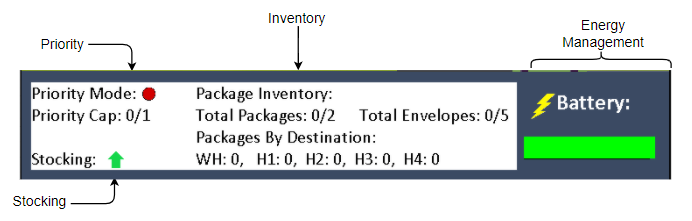 Inventory
Energy
Management
Priority
Priority Mode:
Package Inventory:
Priority Cap: 0/1
Total Packages: 0/2 Total Envelopes: 0/5
Packages By Destination:
Stocking:
WH: 0, H1: 0, H2: 0, H3: 0, H4: 0
Battery:
Stocking